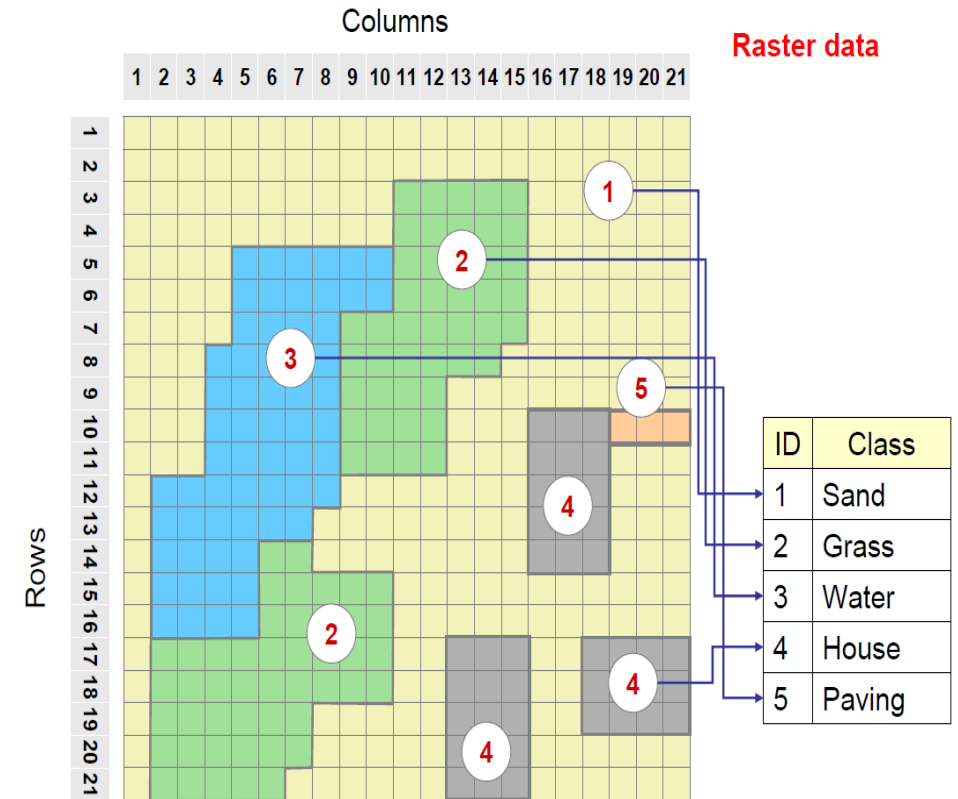 Columns
Raster data
1 2 3 4 5 6 7 8 9 10 11 12 13 14 15 16 17 18 19 20 21
1
2
3
4
5
6
7
8
9
10
11
12
13
14
15
16
17
18
19
20
21
Rows
1
2
3
5
4
2
4
4
ID Class
1 Sand
2 Grass
3 Water
4 House
5 Paving